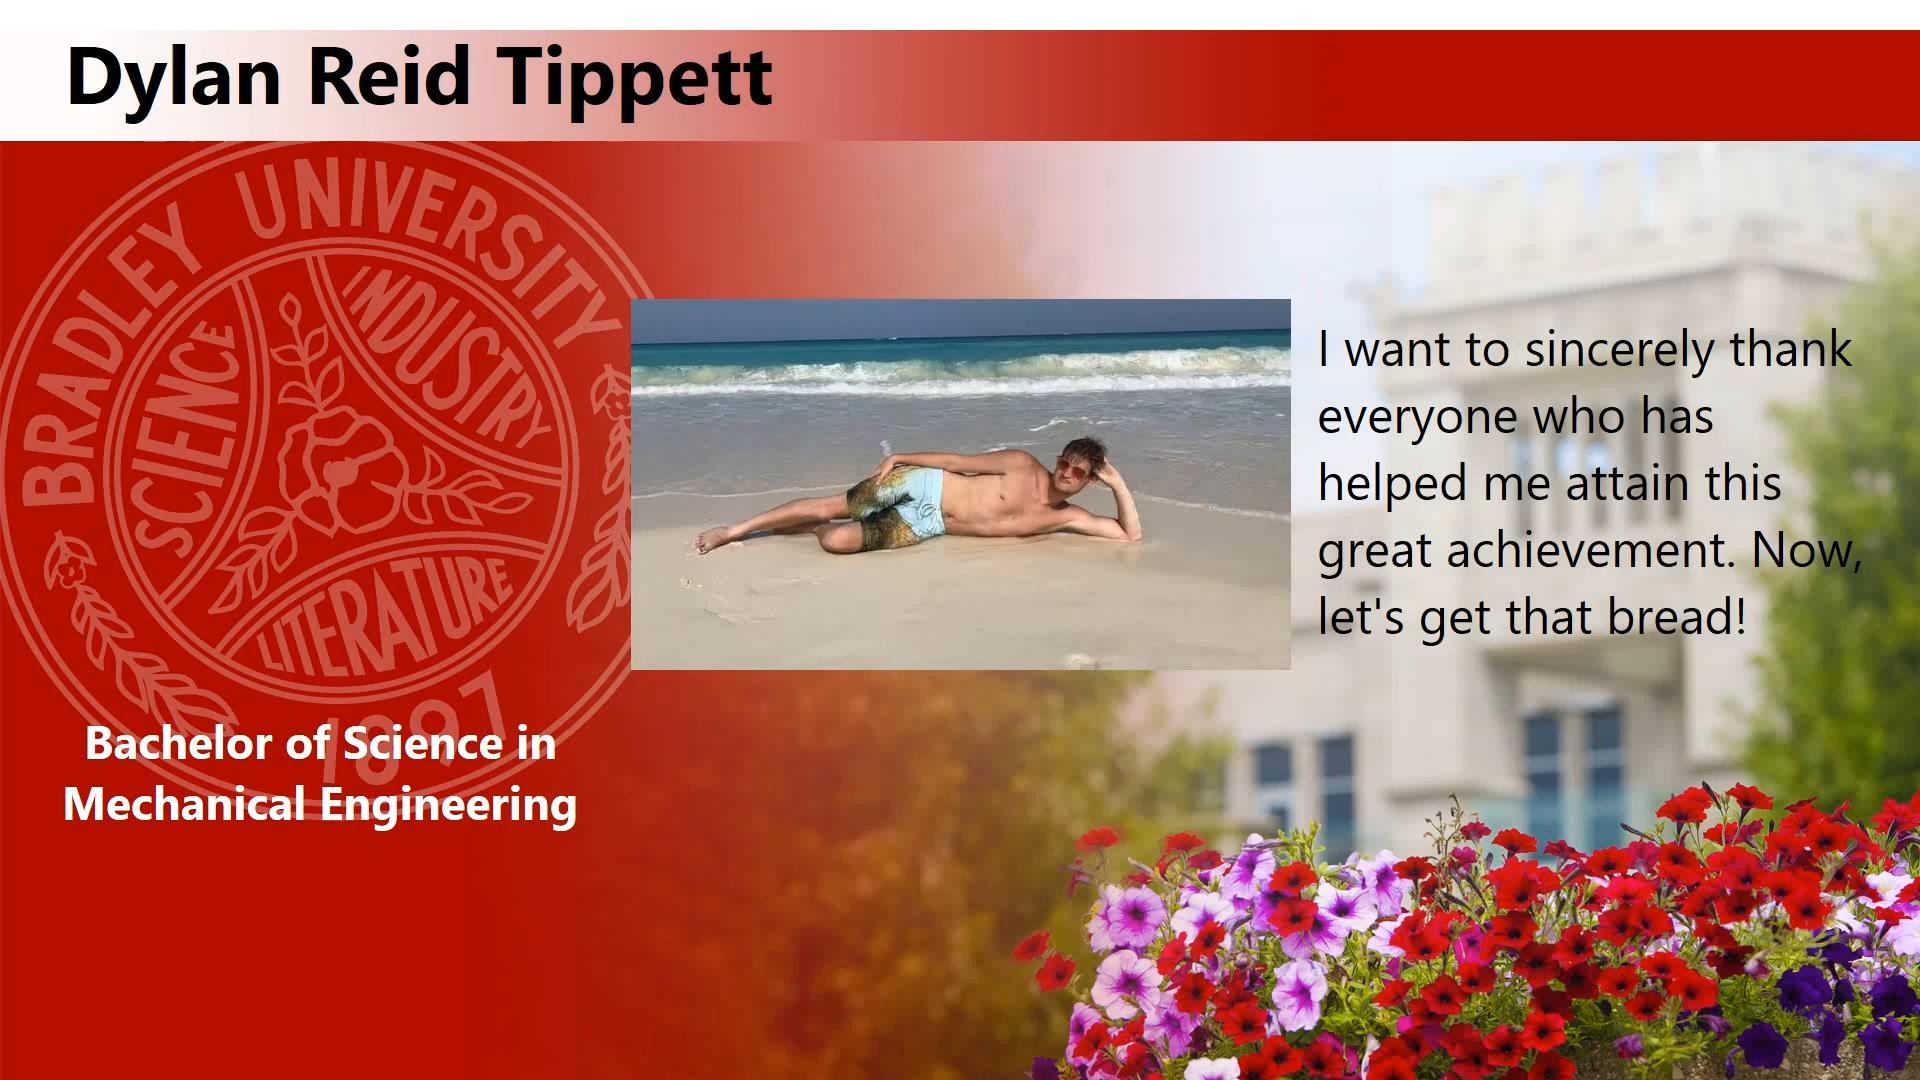 Dylan Reid Tippett
BRADLEY UNIVERSITY
SCIENCE
INDUSTRY
LITERATURE
1897
I want to sincerely thank
everyone who has
helped me attain this
great achievement. Now,
let's get that bread!
Bachelor of Science in
Mechanical Engineering